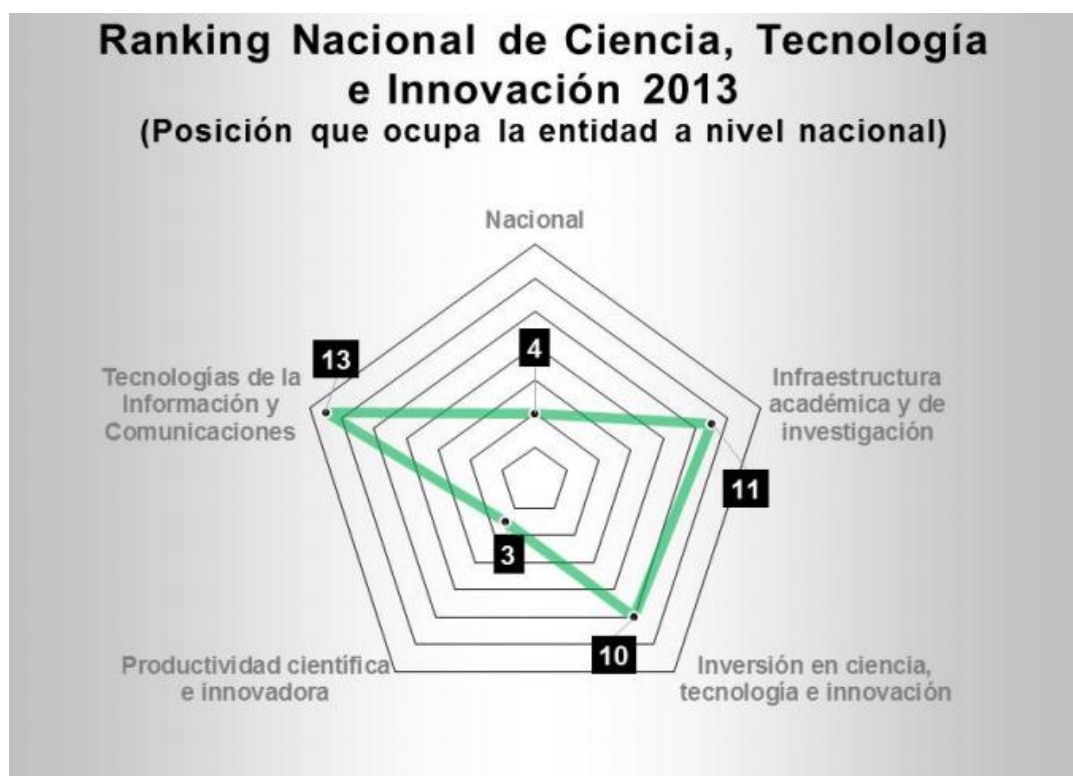 Ranking Nacional de Ciencia, Tecnología
e Innovación 2013
(Posición que ocupa la entidad a nivel nacional)
Nacional
4
13
Tecnologías de la
Información y
Comunicaciones
Infraestructura
académica y de
investigación
11
3
10
Productividad científica
e innovadora
Inversión en ciencia,
tecnología e innovación